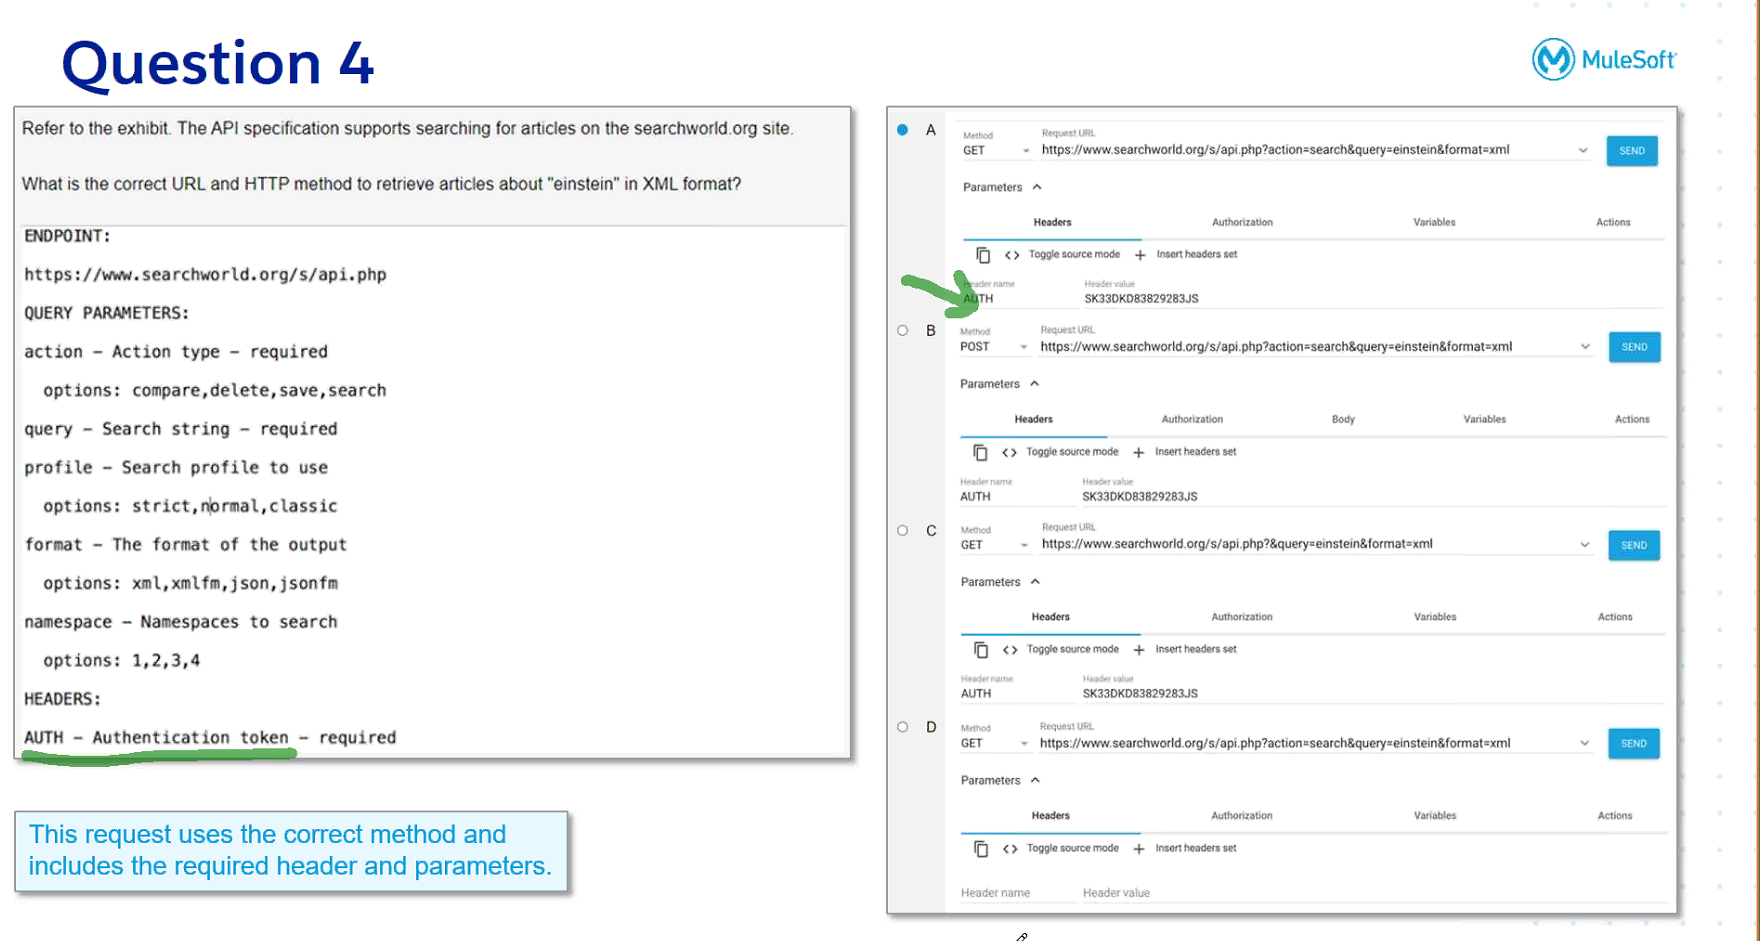 Question 4
MuleSoft
Refer to the exhibit. The API specification supports searching for articles on the searchworld.org site.
What is the correct URL and HTTP method to retrieve articles about "einstein" in XML format?
ENDPOINT:
https://www.searchworld.org/s/api.php
QUERY PARAMETERS:
action – Action type – required
options: compare,delete,save,search
query – Search string – required
profile – Search profile to use
options: strict,normal,classic
format – The format of the output
options: xml,xmlfm,json,jsonfm
namespace – Namespaces to search
options: 1,2,3,4
HEADERS:
AUTH – Authentication token – required
This request uses the correct method and
includes the required header and parameters.
A
Method Request URL
GET https://www.searchworld.org/s/api.php?action=search&query=einstein&format=xml SEND
Parameters
Headers Authorization Variables Actions
<> Toggle source mode + Insert headers set
Header name Header value
AUTH SK33DKD83829283JS
B
Method Request URL
POST https://www.searchworld.org/s/api.php?action=search&query=einstein&format=xml SEND
Parameters
Headers Authorization Body Variables Actions
<> Toggle source mode + Insert headers set
Header name Header value
AUTH SK33DKD83829283JS
C
Method Request URL
GET https://www.searchworld.org/s/api.php?&query=einstein&format=xml SEND
Parameters
Headers Authorization Variables Actions
<> Toggle source mode + Insert headers set
Header name Header value
AUTH SK33DKD83829283JS
D
Method Request URL
GET https://www.searchworld.org/s/api.php?action=search&query=einstein&format=xml SEND
Parameters
Headers Authorization Variables Actions
<> Toggle source mode + Insert headers set
Header name Header value